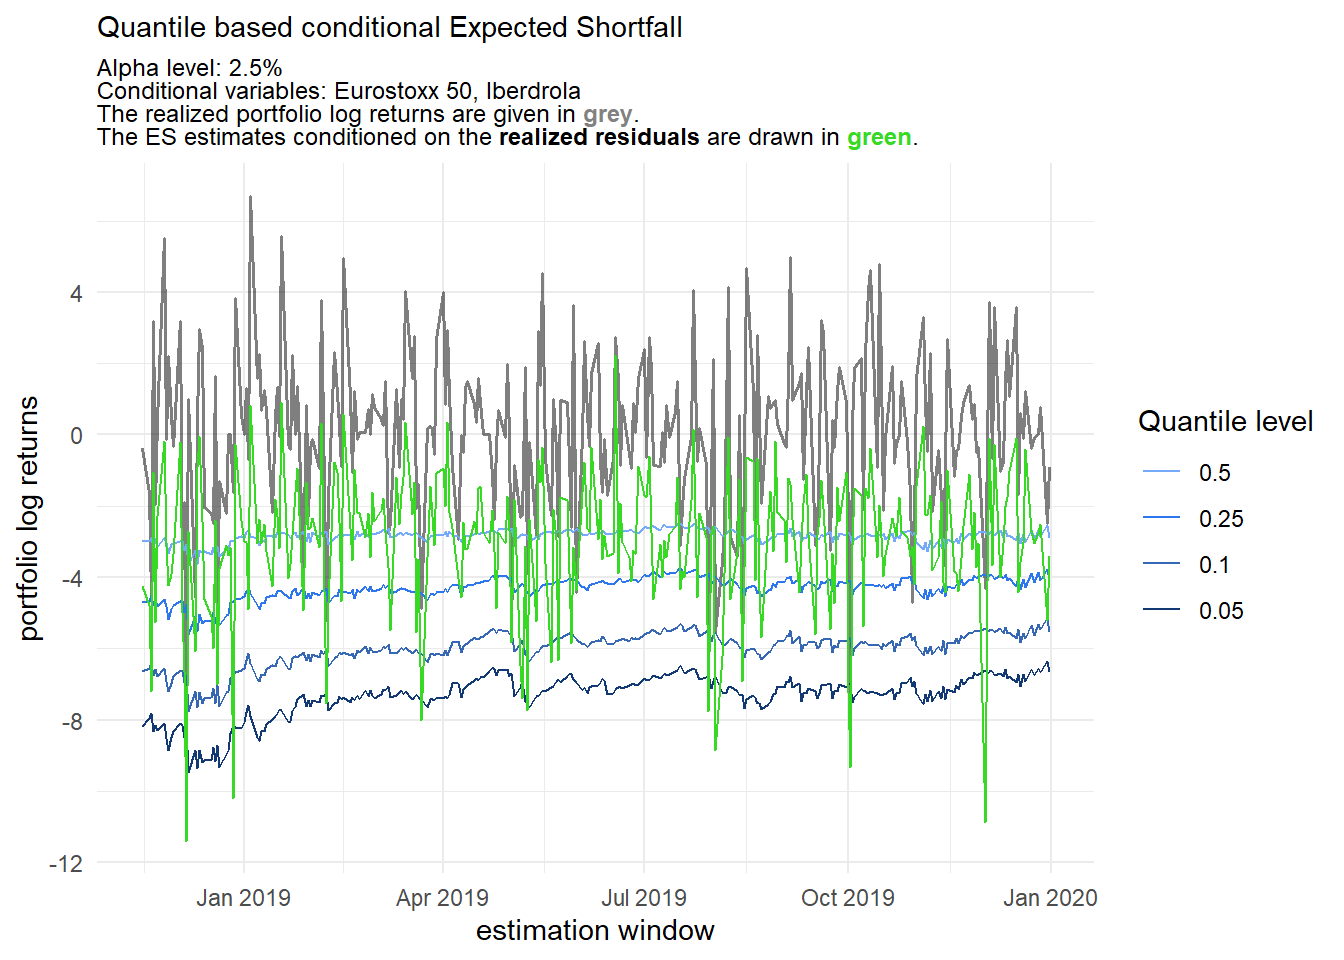 Quantile based conditional Expected Shortfall
Alpha level: 2.5%
Conditional variables: Eurostoxx 50, Iberdrola
The realized portfolio log returns are given in grey.
The ES estimates conditioned on the realized residuals are drawn in green.
portfolio log returns
4
0
-4
-8
-12
Jan 2019
Apr 2019
Jul 2019
Oct 2019
Jan 2020
estimation window
Quantile level
0.5
0.25
0.1
0.05